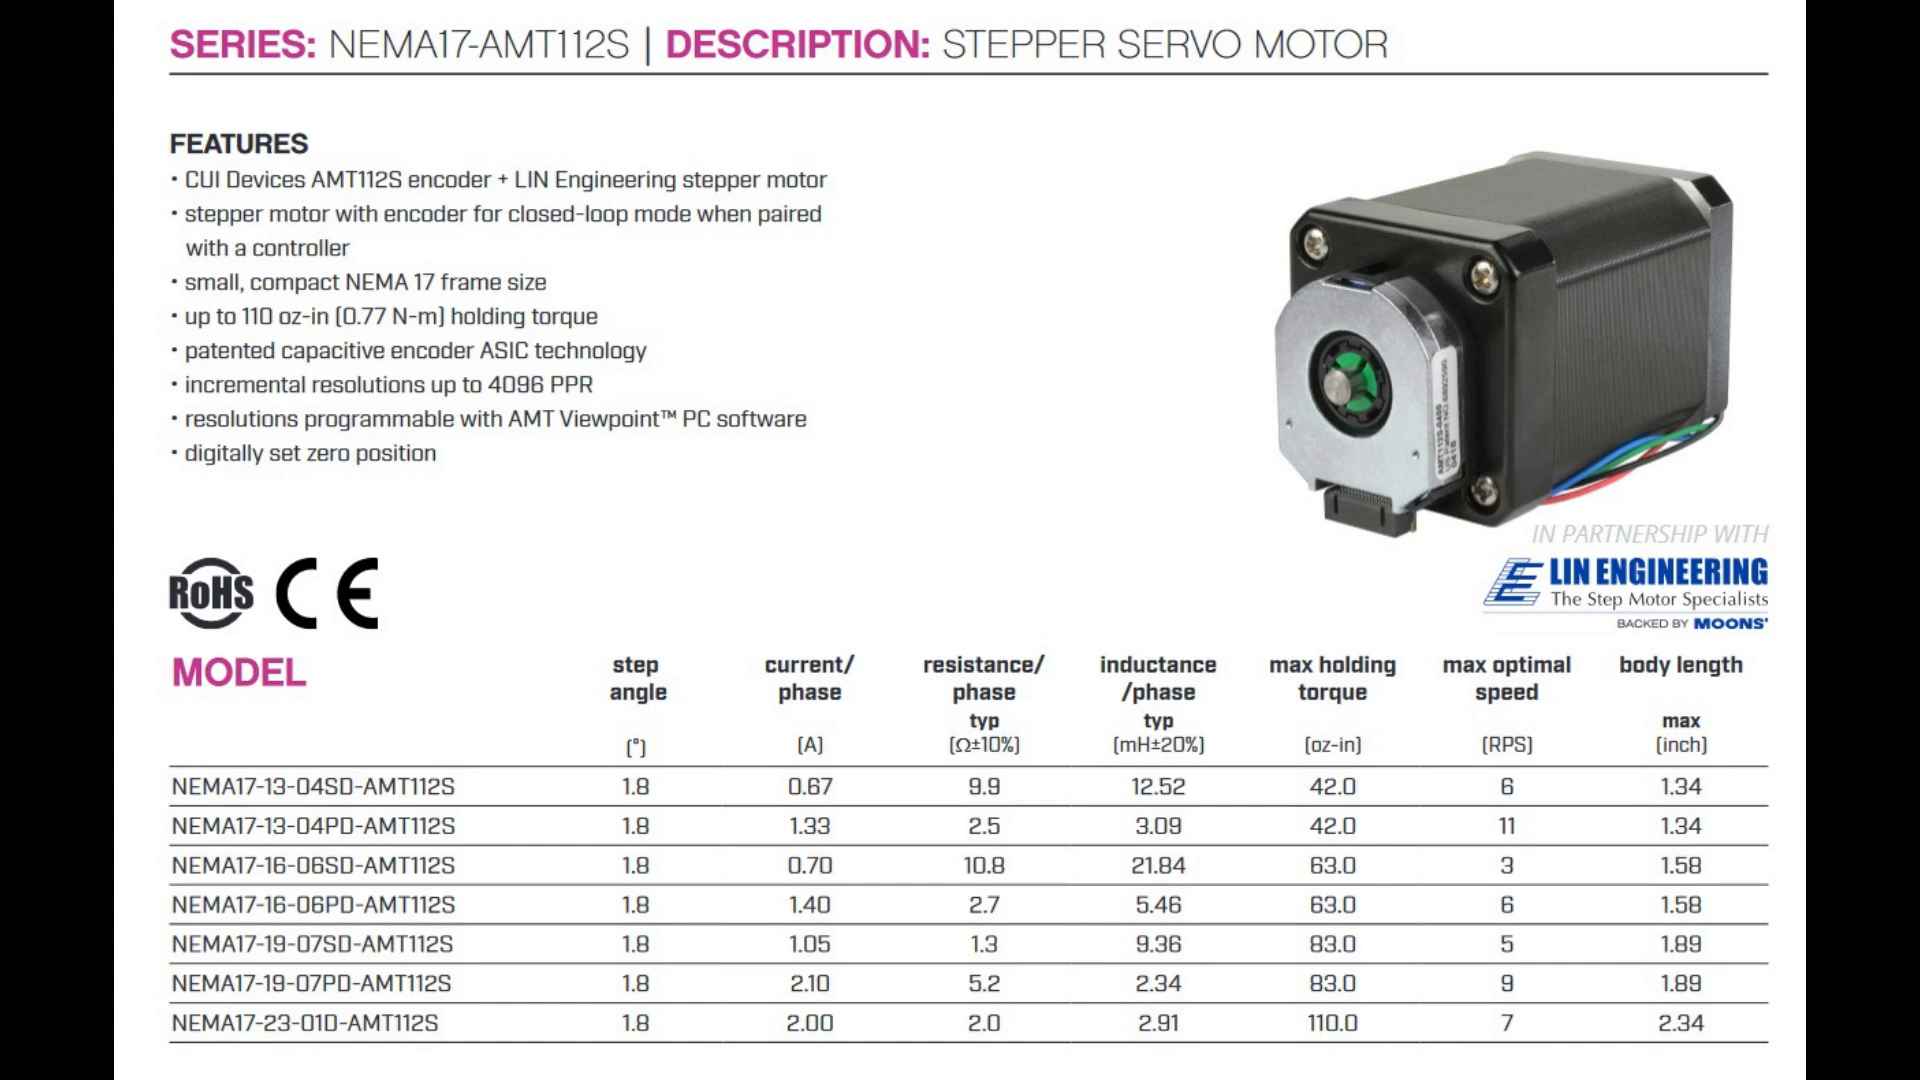 SERIES: NEMA17-AMT112S | DESCRIPTION: STEPPER SERVO MOTOR
FEATURES
• CUI Devices AMT112S encoder + LIN Engineering stepper motor
• stepper motor with encoder for closed-loop mode when paired
with a controller
• small, compact NEMA 17 frame size
• up to 110 oz-in (0.77 N-m) holding torque
• patented capacitive encoder ASIC technology
• incremental resolutions up to 4096 PPR
• resolutions programmable with AMT Viewpoint™ PC software
• digitally set zero position
IN PARTNERSHIP WITH
LIN ENGINEERING
The Step Motor Specialists
BACKED BY MOONS'
RoHS CE
MODEL step angle (°) current/phase (A) resistance/phase typ (Ω±10%) inductance/phase typ (mH±20%) max holding torque (oz-in) max optimal speed (RPS) body length max (inch)
NEMA17-13-04SD-AMT112S 1.8 0.67 9.9 12.52 42.0 6 1.34
NEMA17-13-04PD-AMT112S 1.8 1.33 2.5 3.09 42.0 11 1.34
NEMA17-16-06SD-AMT112S 1.8 0.70 10.8 21.84 63.0 3 1.58
NEMA17-16-06PD-AMT112S 1.8 1.40 2.7 5.46 63.0 6 1.58
NEMA17-19-07SD-AMT112S 1.8 1.05 1.3 9.36 83.0 5 1.89
NEMA17-19-07PD-AMT112S 1.8 2.10 5.2 2.34 83.0 9 1.89
NEMA17-23-01D-AMT112S 1.8 2.00 2.0 2.91 110.0 7 2.34